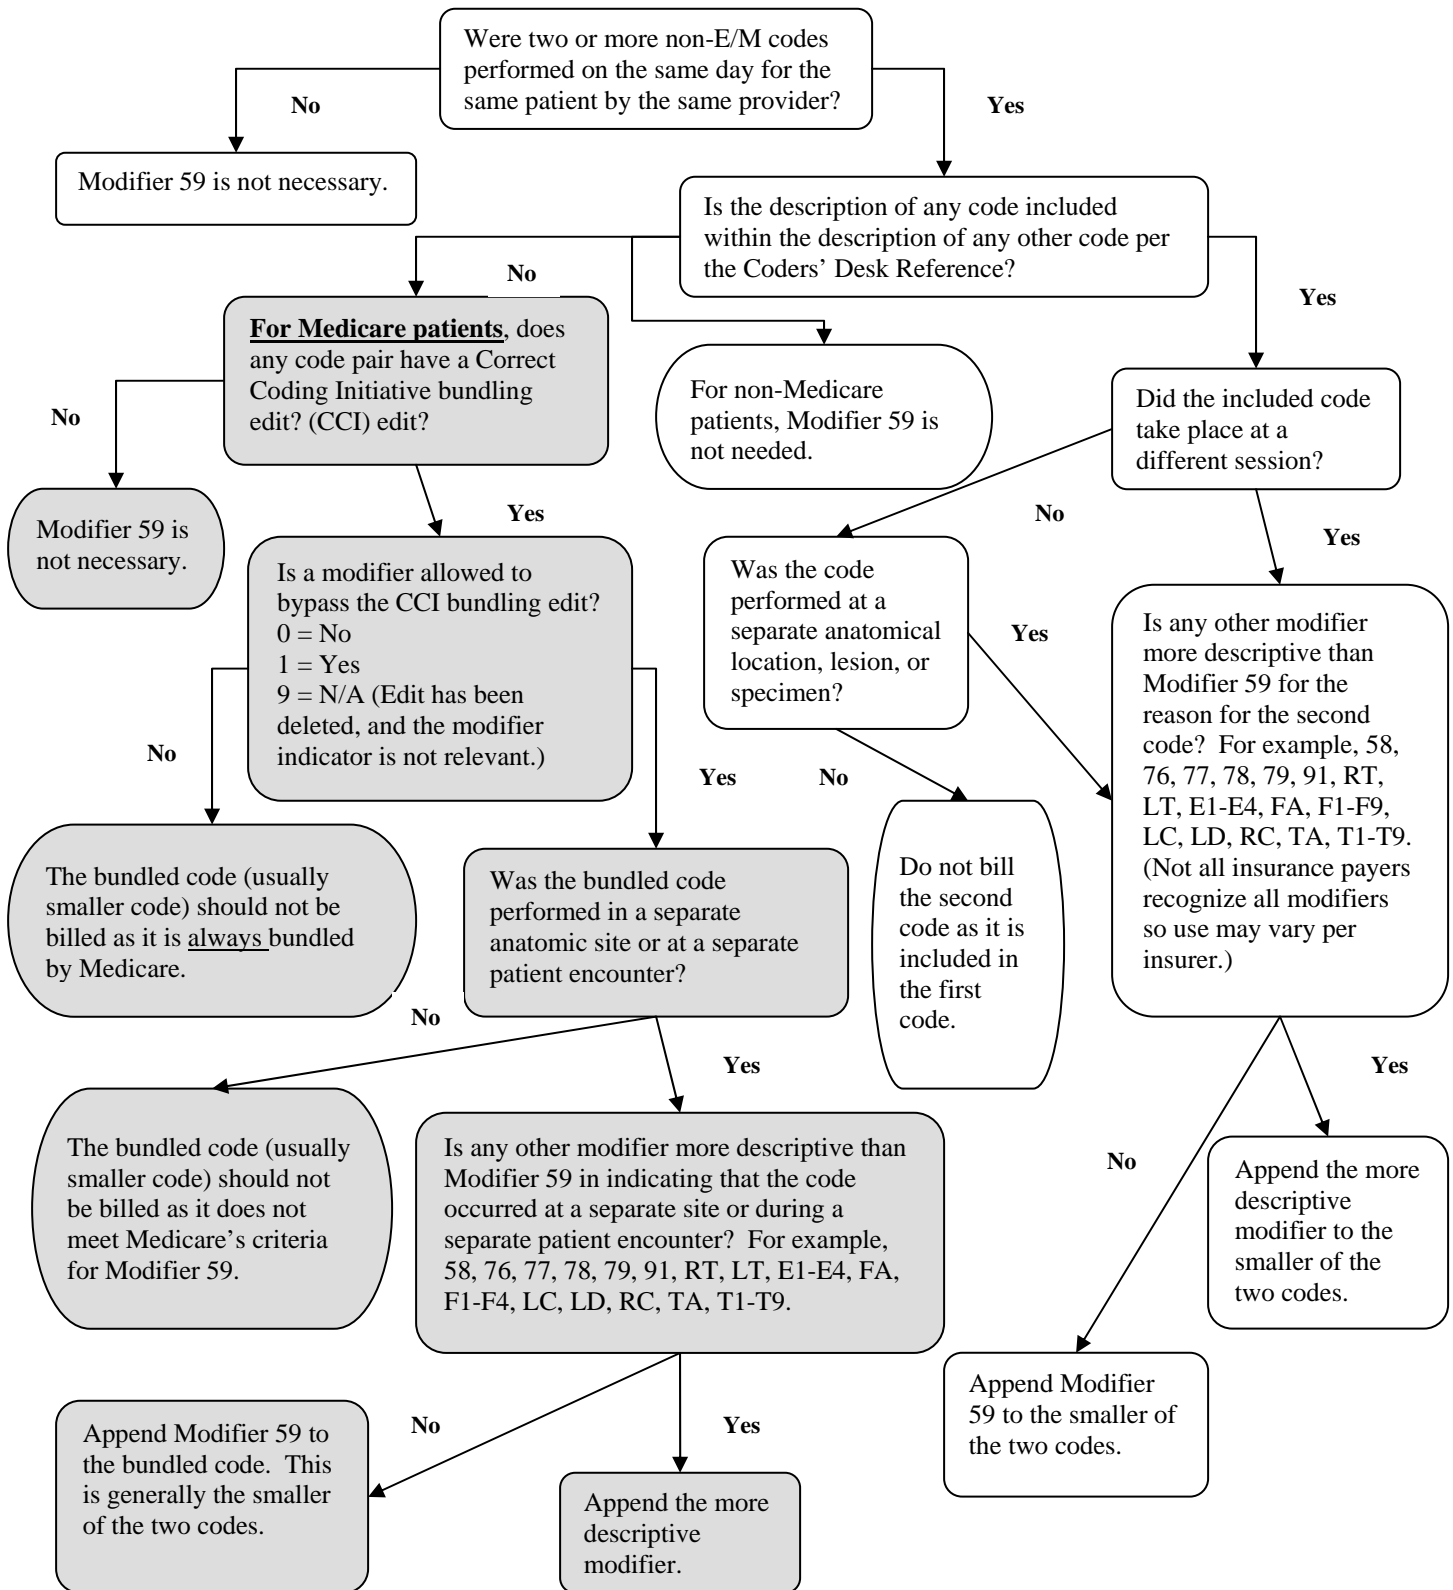 Were two or more non-E/M codes
performed on the same day for the
same patient by the same provider?
No
Yes
Modifier 59 is not necessary.
Is the description of any code included
within the description of any other code per
the Coders’ Desk Reference?
No
Yes
For Medicare patients, does
any code pair have a Correct
Coding Initiative bundling
edit? (CCI) edit?
For non-Medicare
patients, Modifier 59 is
not needed.
Did the included code
take place at a
different session?
No
Yes
No
Yes
Modifier 59 is
not necessary.
Is a modifier allowed to
bypass the CCI bundling edit?
0 = No
1 = Yes
9 = N/A (Edit has been
deleted, and the modifier
indicator is not relevant.)
Was the code
performed at a
separate anatomical
location, lesion, or
specimen?
Yes
Is any other modifier
more descriptive than
Modifier 59 for the
reason for the second
code?  For example, 58,
76, 77, 78, 79, 91, RT,
LT, E1-E4, FA, F1-F9,
LC, LD, RC, TA, T1-T9.
(Not all insurance payers
recognize all modifiers
so use may vary per
insurer.)
No
Yes
No
The bundled code (usually
smaller code) should not be
billed as it is always bundled
by Medicare.
Was the bundled code
performed in a separate
anatomic site or at a separate
patient encounter?
Do not bill
the second
code as it is
included in
the first
code.
No
Yes
Yes
No
The bundled code (usually
smaller code) should not
be billed as it does not
meet Medicare’s criteria
for Modifier 59.
Is any other modifier more descriptive than
Modifier 59 in indicating that the code
occurred at a separate site or during a
separate patient encounter?  For example,
58, 76, 77, 78, 79, 91, RT, LT, E1-E4, FA,
F1-F4, LC, LD, RC, TA, T1-T9.
Append the more
descriptive
modifier to the
smaller of the
two codes.
Append Modifier
59 to the smaller of
the two codes.
No
Yes
Append Modifier 59 to
the bundled code.  This
is generally the smaller
of the two codes.
Append the more
descriptive
modifier.